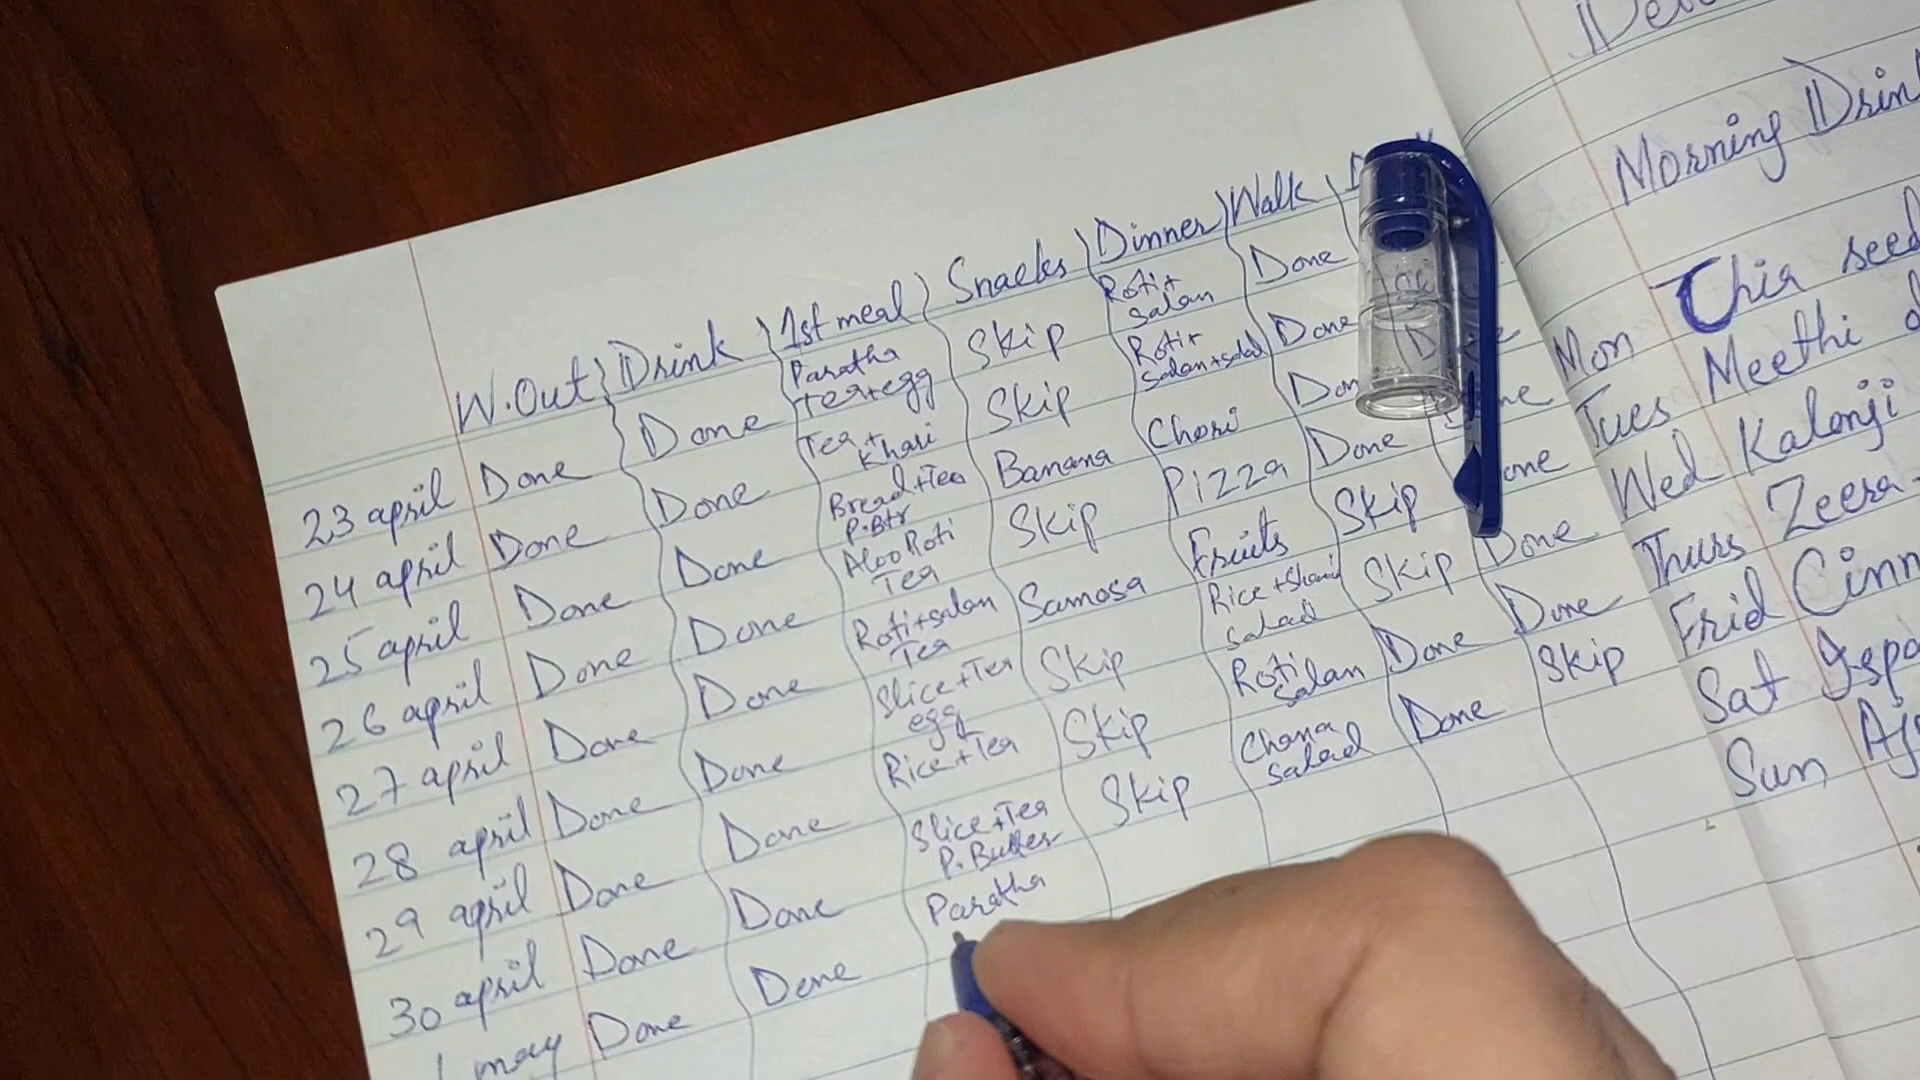 W.Out Drink 1st meal Snacks Dinner Walk
23 april Done Done Paratha Tea+egg Skip Roti+ Salan Done
24 april Done Done Tea+ Khari Skip Roti+ Salan+salad Done
25 april Done Done Bread+Tea P.Btr Banana Done
26 april Done Done Aloo Roti Tea Skip Pizza Done
27 april Done Done Roti+salan Tea Samosa Fruits Skip Done
28 april Done Done Slice+Tea egg Skip Rice+Shami salad Skip Done
29 april Done Done Rice+Tea Skip Roti salan Done Skip
30 april Done Done Slice+Tea P.Butter Skip Chana Salad Done
1 may Done Done Paratha
Morning Drink
Mon Chia seed
Tues Meethi
Wed Kalonji
Thurs Zeera
Frid
Sat
Sun